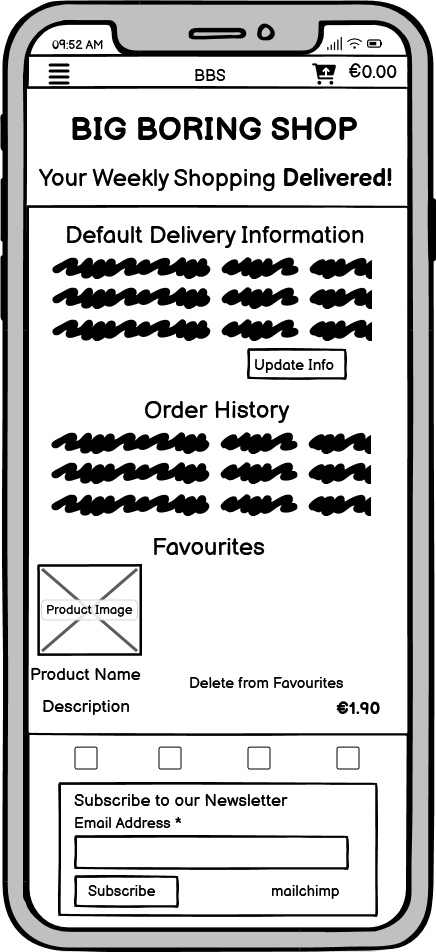 09:52 AM
BBS
€0.00
BIG BORING SHOP
Your Weekly Shopping Delivered!
Default Delivery Information
Update Info
Order History
Favourites
Product Image
Product Name
Delete from Favourites
Description
€1.90
Subscribe to our Newsletter
Email Address *
Subscribe
mailchimp